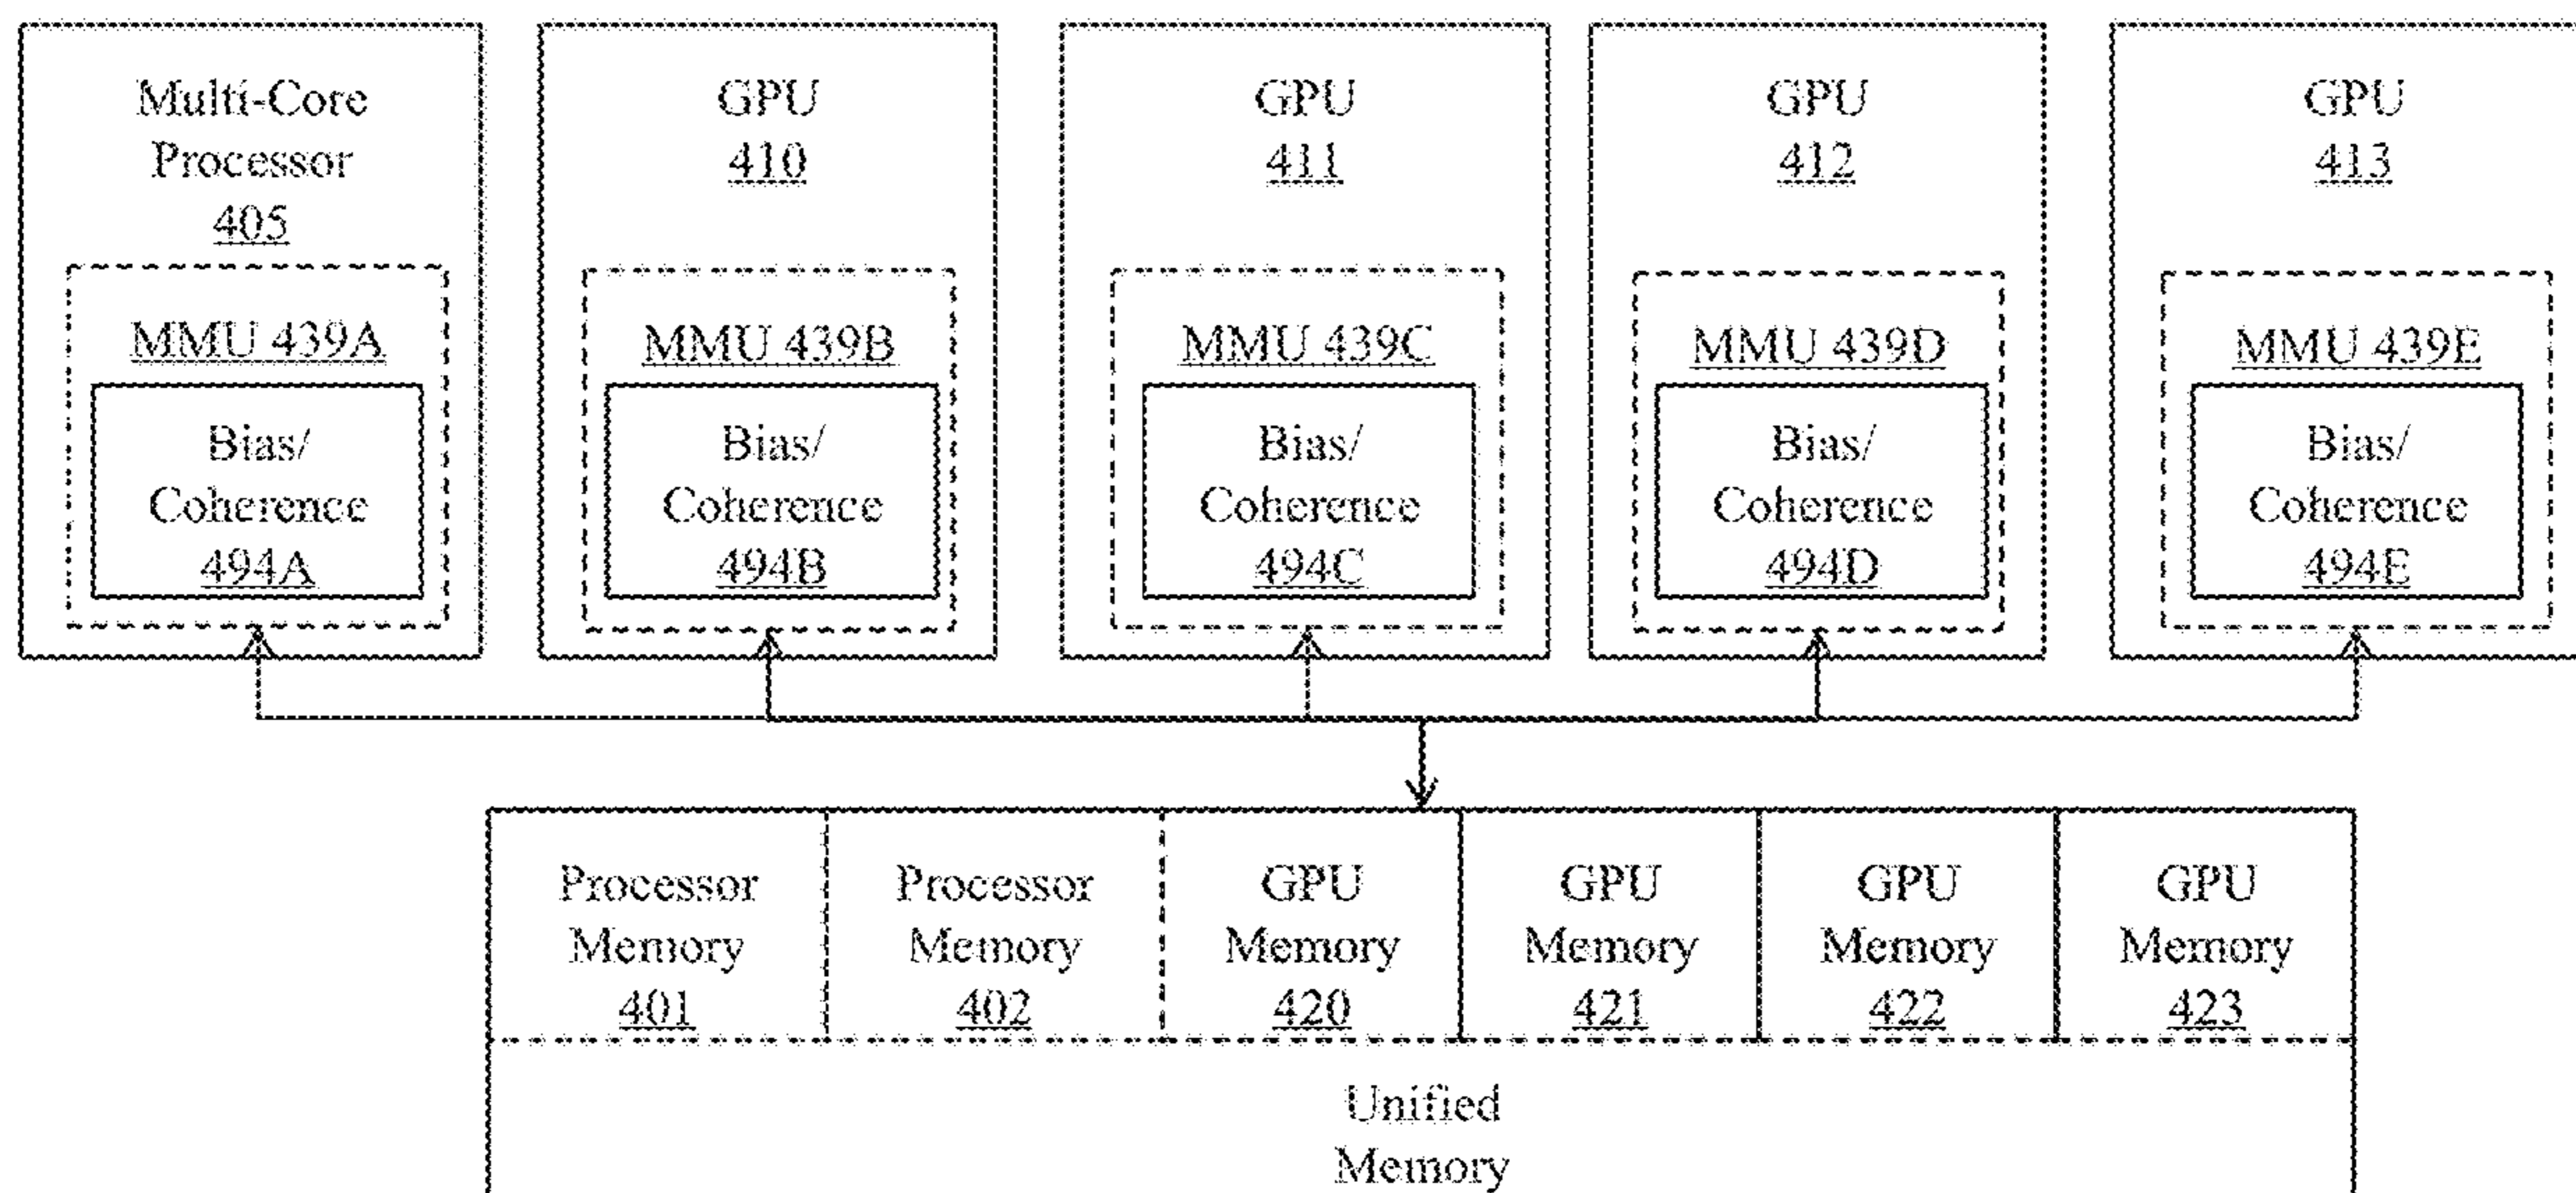 Multi-Core
Processor
405
MMU 439A
Bias/
Coherence
494A
GPU
410
MMU 439B
Bias/
Coherence
494B
GPU
411
MMU 439C
Bias/
Coherence
494C
GPU
412
MMU 439D
Bias/
Coherence
494D
GPU
413
MMU 439E
Bias/
Coherence
494E
Processor
Memory
401
Processor
Memory
402
GPU
Memory
420
GPU
Memory
421
GPU
Memory
422
GPU
Memory
423
Unified
Memory